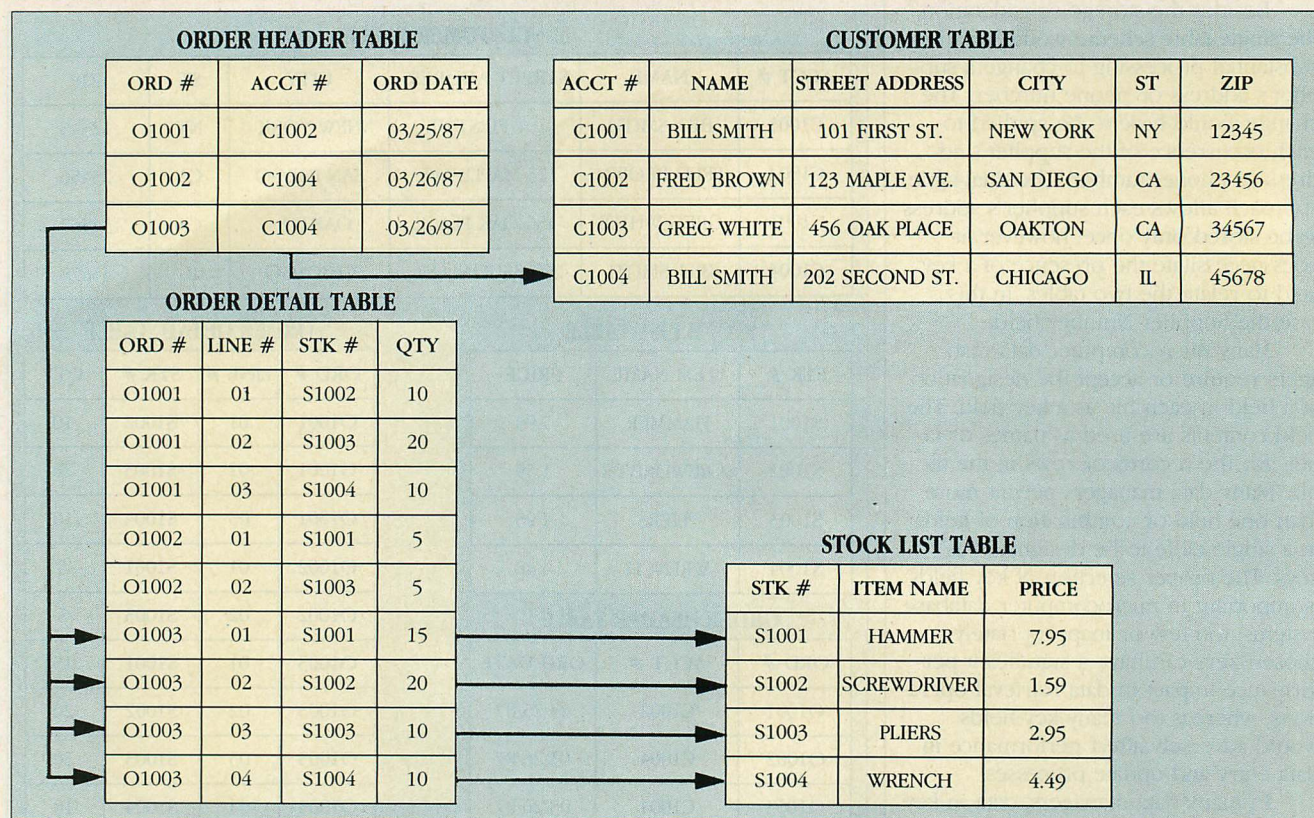 ORDER HEADER TABLE
ORD # ACCT # ORD DATE
O1001 C1002 03/25/87
O1002 C1004 03/26/87
O1003 C1004 03/26/87
CUSTOMER TABLE
ACCT # NAME STREET ADDRESS CITY ST ZIF
C1001 BILL SMITH 101 FIRST ST. NEW YORK NY 12345
C1002 FRED BROWN 123 MAPLE AVE. SAN DIEGO CA 23456
C1003 GREG WHITE 456 OAK PLACE OAKTON CA 34567
C1004 BILL SMITH 202 SECOND ST. CHICAGO IL 45678
ORDER DETAIL TABLE
ORD # LINE # STK # QTY
O1001 01 S1002 10
O1001 02 S1003 20
O1001 03 S1004 10
O1002 01 S1001 5
O1002 02 S1003 5
O1003 01 S1001 15
O1003 02 S1002 20
O1003 03 S1003 10
O1003 04 S1004 10
STOCK LIST TABLE
STK # ITEM NAME PRICE
S1001 HAMMER 7.95
S1002 SCREWDRIVER 1.59
S1003 PLIERS 2.95
S1004 WRENCH 4.49